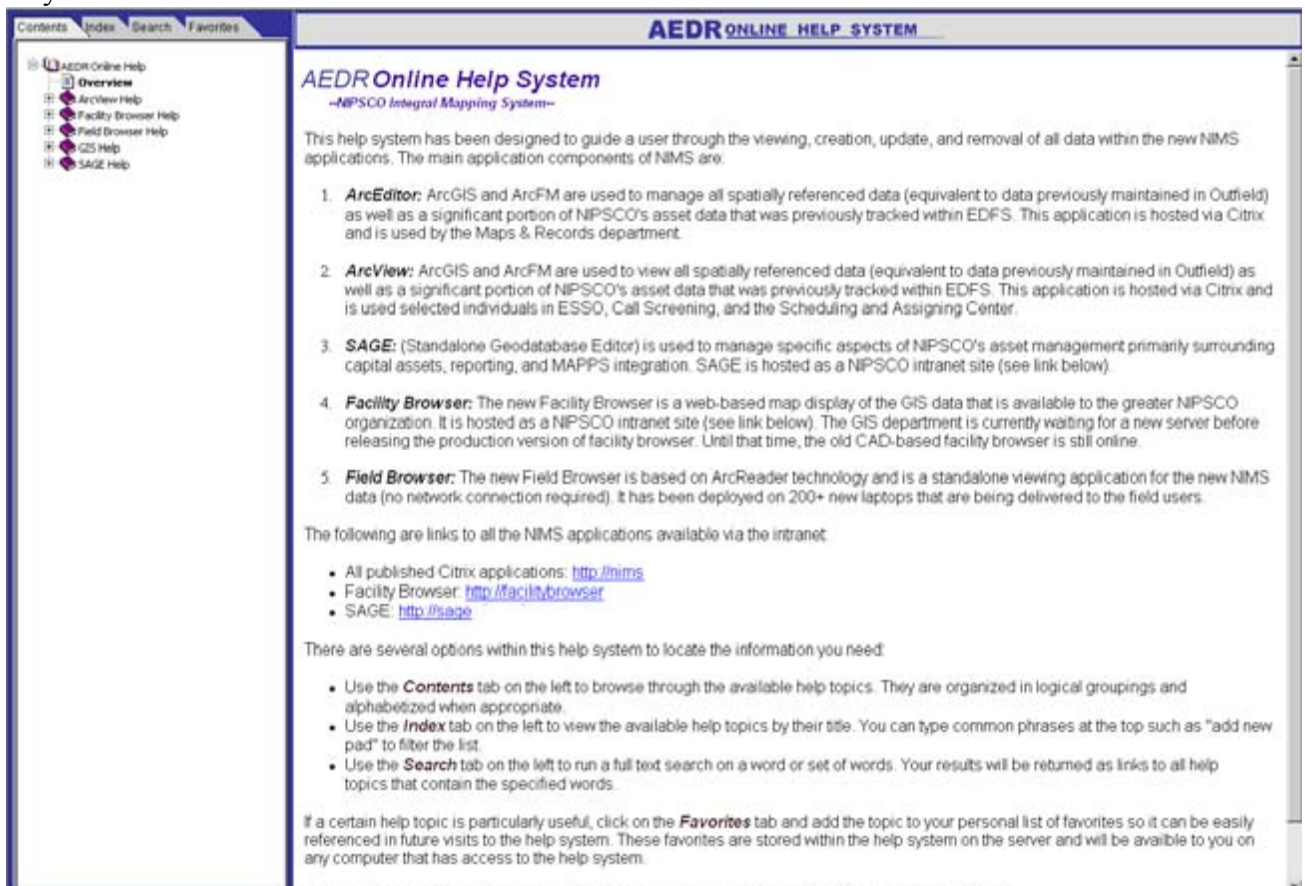 Contents Index Search Favorites
AEDR ONLINE HELP SYSTEM
AEDR Online Help
Overview
ArcView Help
Facility Browser Help
Field Browser Help
GIS Help
SAGE Help
AEDR Online Help System
--NIPSCO Integral Mapping System--
This help system has been designed to guide a user through the viewing, creation, update, and removal of all data within the new NIMS
applications. The main application components of NIMS are:
1. ArcEditor: ArcGIS and ArcFM are used to manage all spatially referenced data (equivalent to data previously maintained in Outfield)
as well as a significant portion of NIPSCO's asset data that was previously tracked within EDFS. This application is hosted via Citrix
and is used by the Maps & Records department.
2. ArcView: ArcGIS and ArcFM are used to view all spatially referenced data (equivalent to data previously maintained in Outfield) as
well as a significant portion of NIPSCO's asset data that was previously tracked within EDFS. This application is hosted via Citrix and
is used selected individuals in ESSO, Call Screening, and the Scheduling and Assigning Center.
3. SAGE: (Standalone Geodatabase Editor) is used to manage specific aspects of NIPSCO's asset management primarily surrounding
capital assets, reporting, and MAPPS integration. SAGE is hosted as a NIPSCO intranet site (see link below).
4. Facility Browser: The new Facility Browser is a web-based map display of the GIS data that is available to the greater NIPSCO
organization. It is hosted as a NIPSCO intranet site (see link below). The GIS department is currently waiting for a new server before
releasing the production version of facility browser. Until that time, the old CAD-based facility browser is still online.
5. Field Browser: The new Field Browser is based on ArcReader technology and is a standalone viewing application for the new NIMS
data (no network connection required). It has been deployed on 200+ new laptops that are being delivered to the field users.
The following are links to all the NIMS applications available via the intranet:
• All published Citrix applications: http://nims
• Facility Browser: http://facilitybrowser
• SAGE: http://sage
There are several options within this help system to locate the information you need:
• Use the Contents tab on the left to browse through the available help topics. They are organized in logical groupings and
alphabetized when appropriate.
• Use the Index tab on the left to view the available help topics by their title. You can type common phrases at the top such as "add new
pad" to filter the list.
• Use the Search tab on the left to run a full text search on a word or set of words. Your results will be returned as links to all help
topics that contain the specified words.
If a certain help topic is particularly useful, click on the Favorites tab and add the topic to your personal list of favorites so it can be easily
referenced in future visits to the help system. These favorites are stored within the help system on the server and will be availble to you on
any computer that has access to the help system.